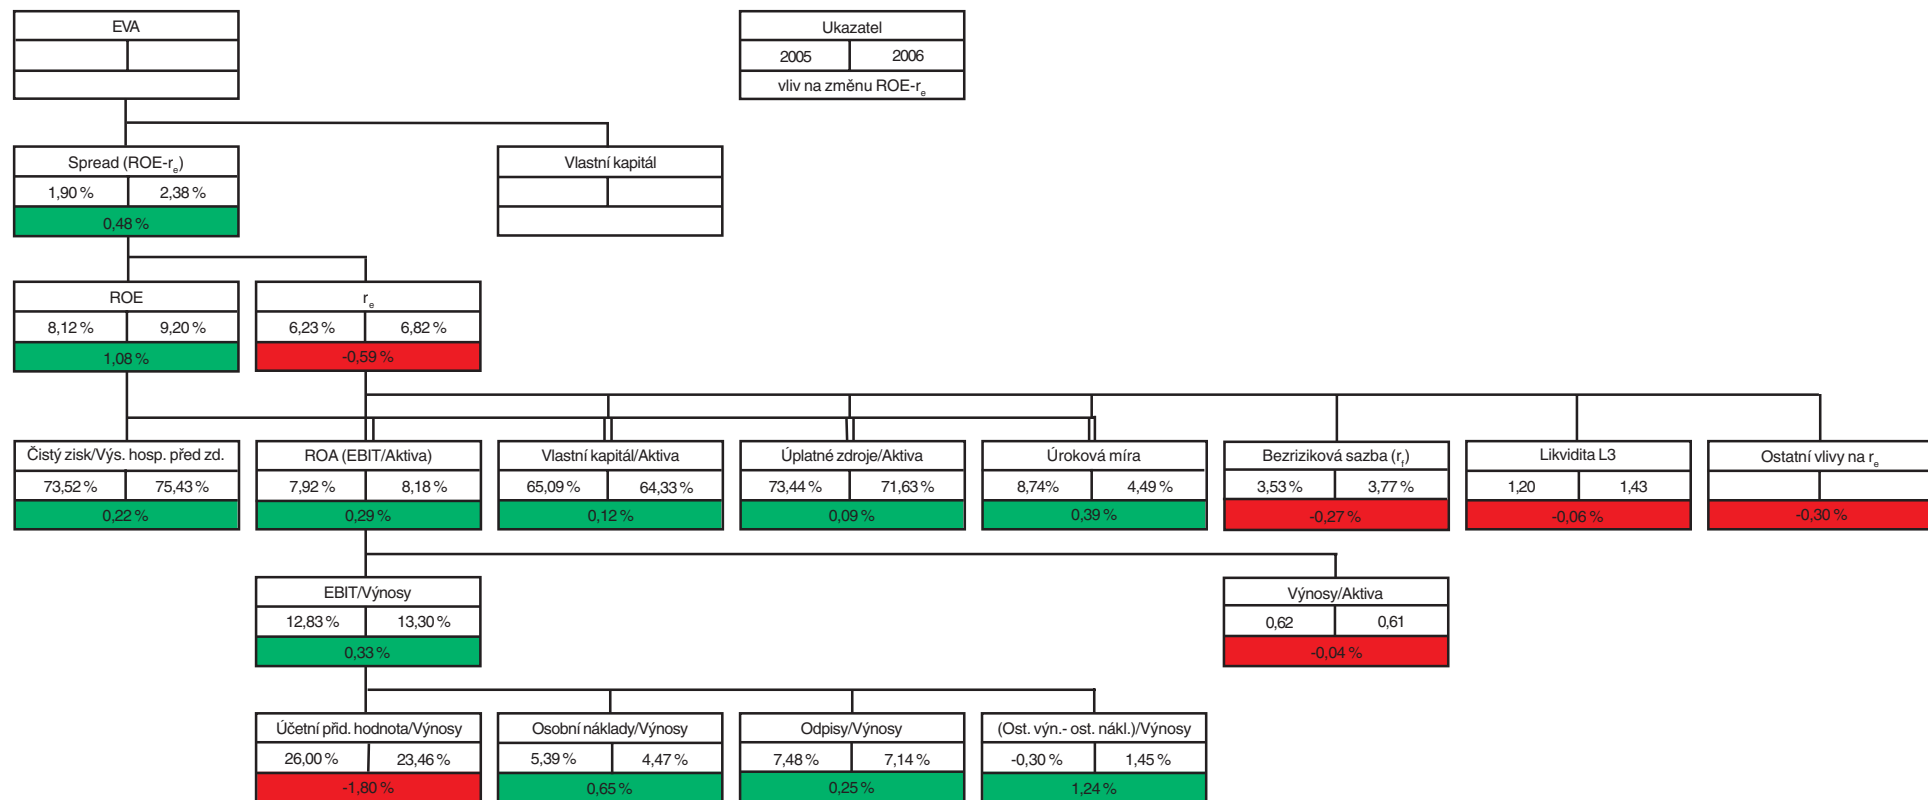 EVA
Ukazatel
2005 2006
vliv na změnu ROE-re
Spread (ROE-re)
1,90 % 2,38 %
0,48 %
Vlastní kapitál
ROE
8,12 % 9,20 %
1,08 %
re
6,23 % 6,82 %
-0,59 %
Čistý zisk/Výs. hosp. před zd.
73,52 % 75,43 %
0,22 %
ROA (EBIT/Aktiva)
7,92 % 8,18 %
0,29 %
Vlastní kapitál/Aktiva
65,09 % 64,33 %
0,12 %
Úplatné zdroje/Aktiva
73,44 % 71,63 %
0,09 %
Úroková míra
8,74% 4,49 %
0,39 %
Bezriziková sazba (rf)
3,53 % 3,77 %
-0,27 %
Likvidita L3
1,20 1,43
-0,06 %
Ostatní vlivy na re
-0,30 %
EBIT/Výnosy
12,83 % 13,30 %
0,33 %
Výnosy/Aktiva
0,62 0,61
-0,04 %
Účetní přid. hodnota/Výnosy
26,00 % 23,46 %
-1,80 %
Osobní náklady/Výnosy
5,39 % 4,47 %
0,65 %
Odpisy/Výnosy
7,48 % 7,14 %
0,25 %
(Ost. výn.- ost. nákl.)/Výnosy
-0,30 % 1,45 %
1,24 %